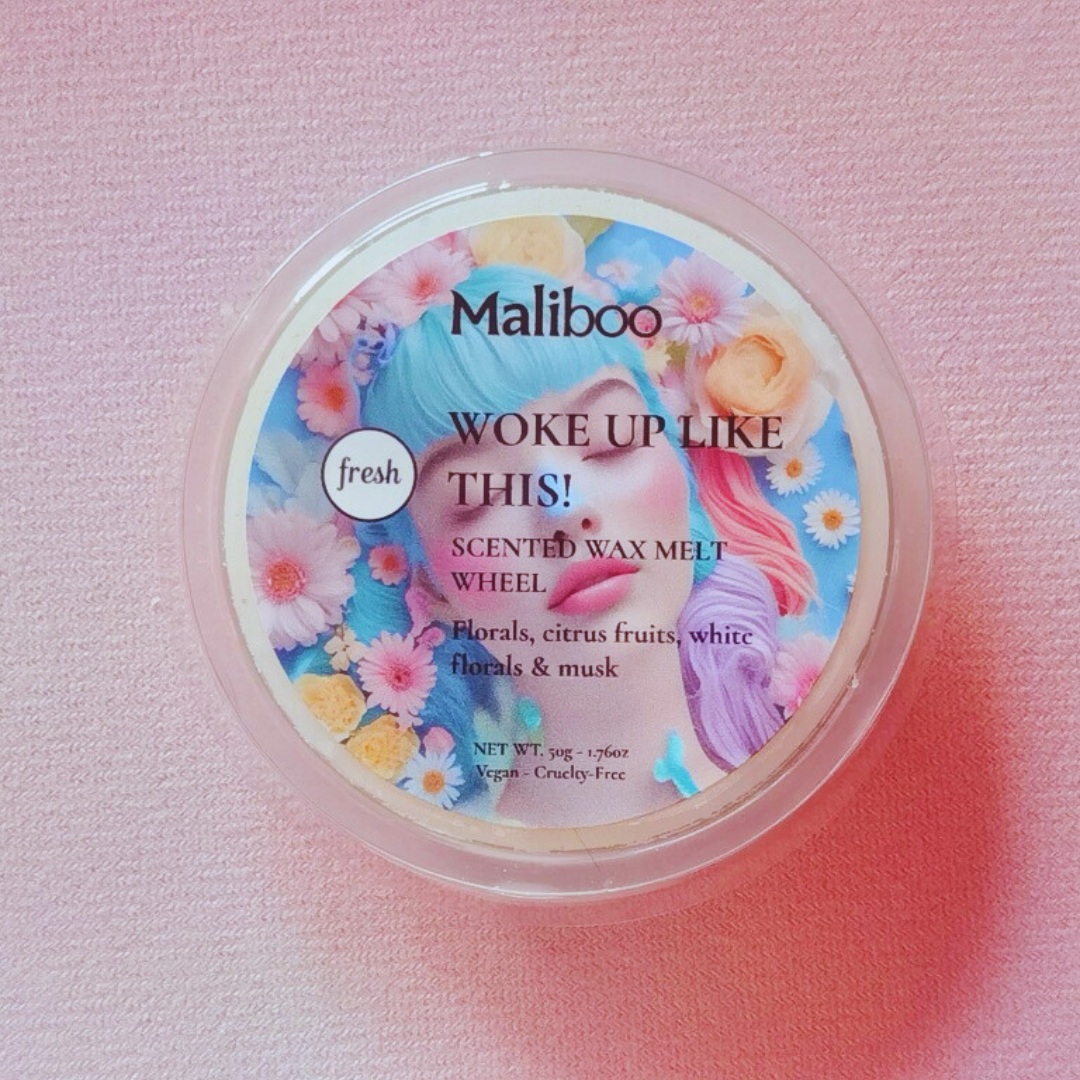 Maliboo
WOKE UP LIKE
THIS!
fresh
SCENTED WAX MELT
WHEEL
Florals, citrus fruits, white
florals & musk
NET WT. 50g - 1.76oz
Vegan - Cruelty-Free